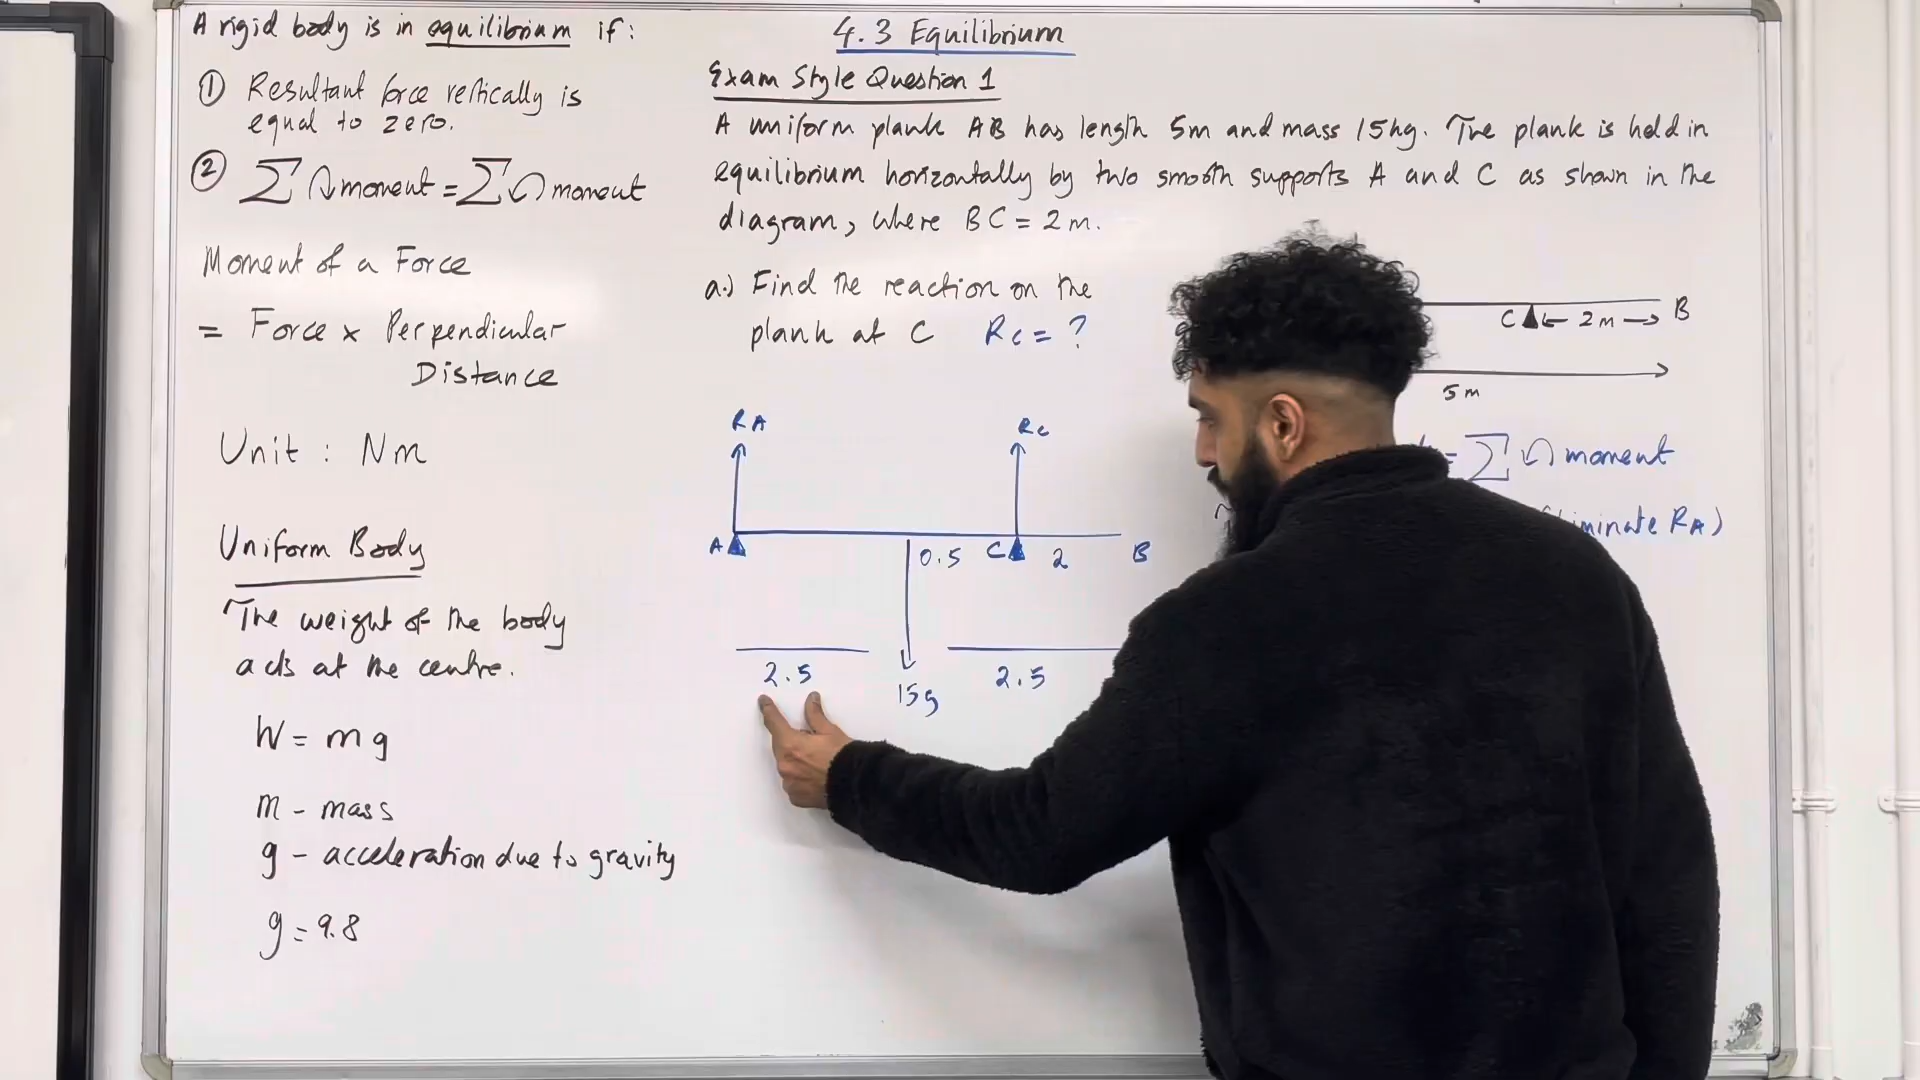 A rigid body is in equilibrium if:
① Resultant force vertically is
equal to zero.
② ∑ ↻ moment = ∑ ↺ moment
Moment of a Force
= Force × Perpendicular
Distance
Unit : Nm
Uniform Body
The weight of the body
acts at the centre.
W = mg
m - mass
g - acceleration due to gravity
g = 9.8
4.3 Equilibrium
Exam Style Question 1
A uniform plank AB has length 5m and mass 15kg. The plank is held in
equilibrium horizontally by two smooth supports A and C as shown in the
diagram, where BC = 2m.
a.) Find the reaction on the
plank at C RC = ?
C ← 2m → B
5m
RA RC
A 0.5 C 2 B
2.5 15g 2.5
= ∑ ↺ moment
RA)